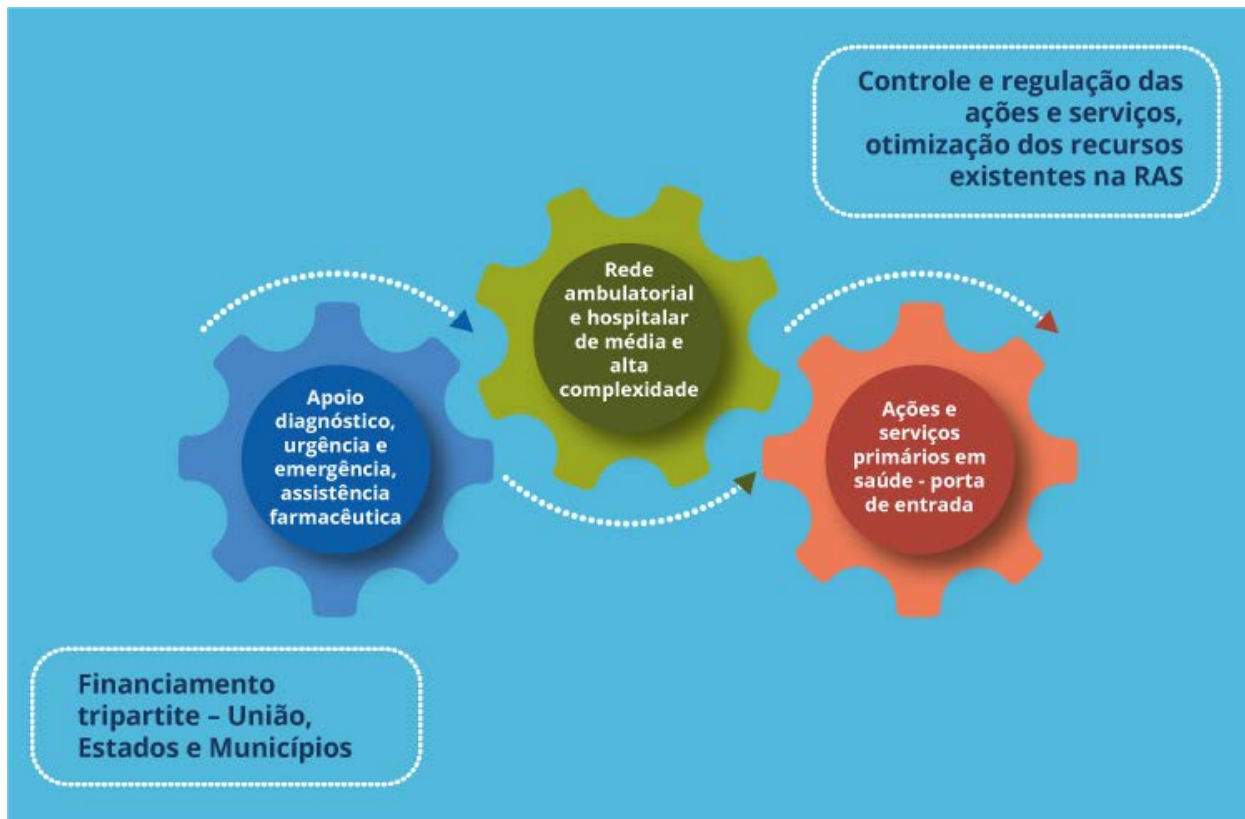 Controle e regulação das
ações e serviços,
otimização dos recursos
existentes na RAS
Rede
ambulatorial
e hospitalar
de média e
alta
complexidade
Apoio
diagnóstico,
urgência e
emergência,
assistência
farmacêutica
Ações e
serviços
primários em
saúde - porta
de entrada
Financiamento
tripartite – União,
Estados e Municípios